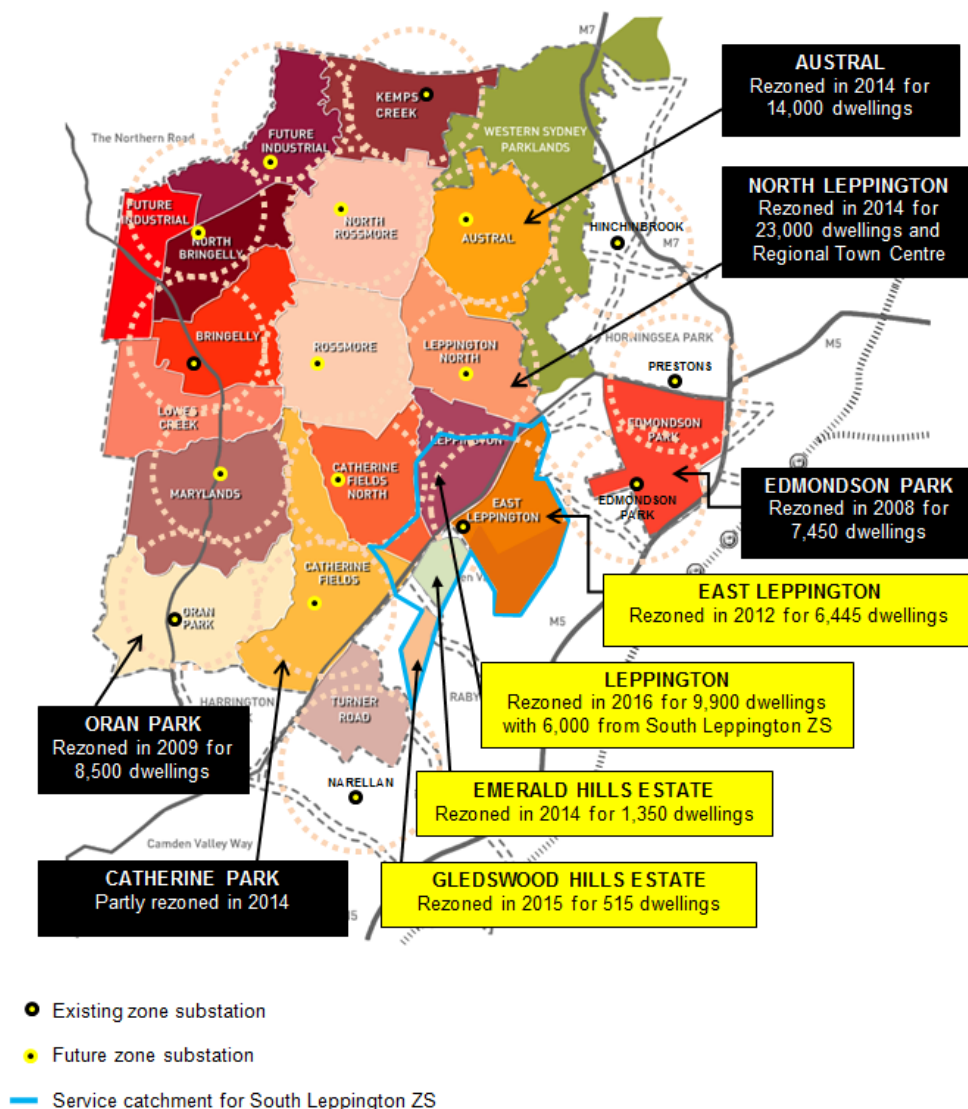 M7
AUSTRAL
Rezoned in 2014 for
14,000 dwellings
KEMPS
CREEK
The Northern Road
FUTURE
INDUSTRIAL
WESTERN SYDNEY
PARKLANDS
NORTH LEPPINGTON
Rezoned in 2014 for
23,000 dwellings and
Regional Town Centre
FUTURE
INDUSTRIAL
NORTH
BRINGELLY
NORTH
ROSSMORE
AUSTRAL
HINCHINBROOK
M7
BRINGELLY
ROSSMORE
LEPPINGTON
NORTH
HORNINGSEA PARK
M5
PRESTONS
LOWES
CREEK
LEPPINGTON
EDMONDSON
PARK
MARYLANDS
CATHERINE
FIELDS
NORTH
EAST
LEPPINGTON
EDMONDSON
PARK
EDMONDSON PARK
Rezoned in 2008 for
7,450 dwellings
CATHERINE
FIELDS
EAST LEPPINGTON
Rezoned in 2012 for 6,445 dwellings
ORAN
PARK
M5
HARRINGTON
TURNER
ROAD
RABY
LEPPINGTON
Rezoned in 2016 for 9,900 dwellings
with 6,000 from South Leppington ZS
ORAN PARK
Rezoned in 2009 for
8,500 dwellings
NARELLAN
EMERALD HILLS ESTATE
Rezoned in 2014 for 1,350 dwellings
Camden Valley Way
CATHERINE PARK
Partly rezoned in 2014
GLEDSWOOD HILLS ESTATE
Rezoned in 2015 for 515 dwellings
Existing zone substation
Future zone substation
Service catchment for South Leppington ZS